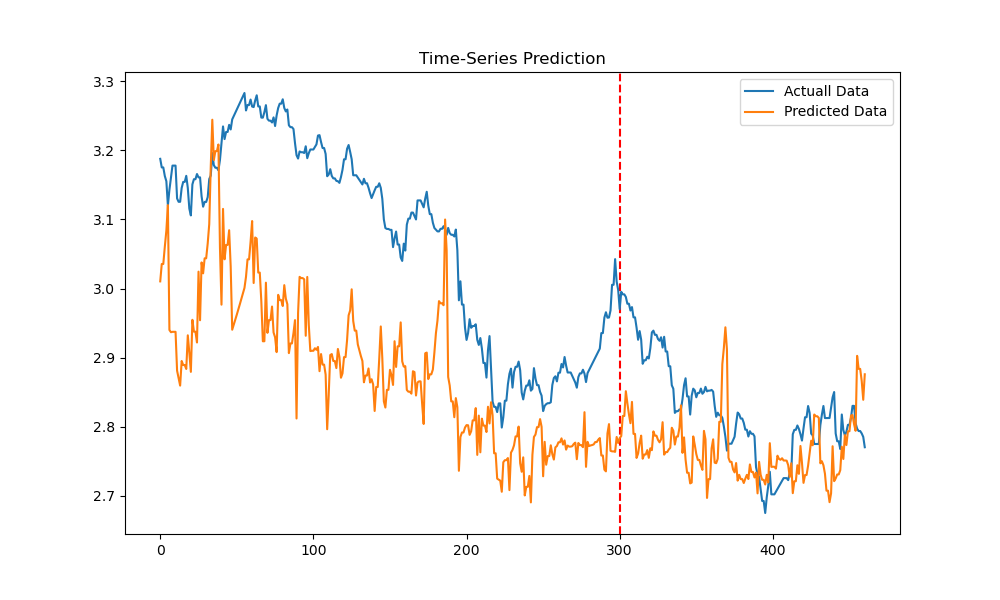 Time-Series Prediction
Actuall Data
Predicted Data
3.3
3.2
3.1
3.0
2.9
2.8
2.7
0 100 200 300 400